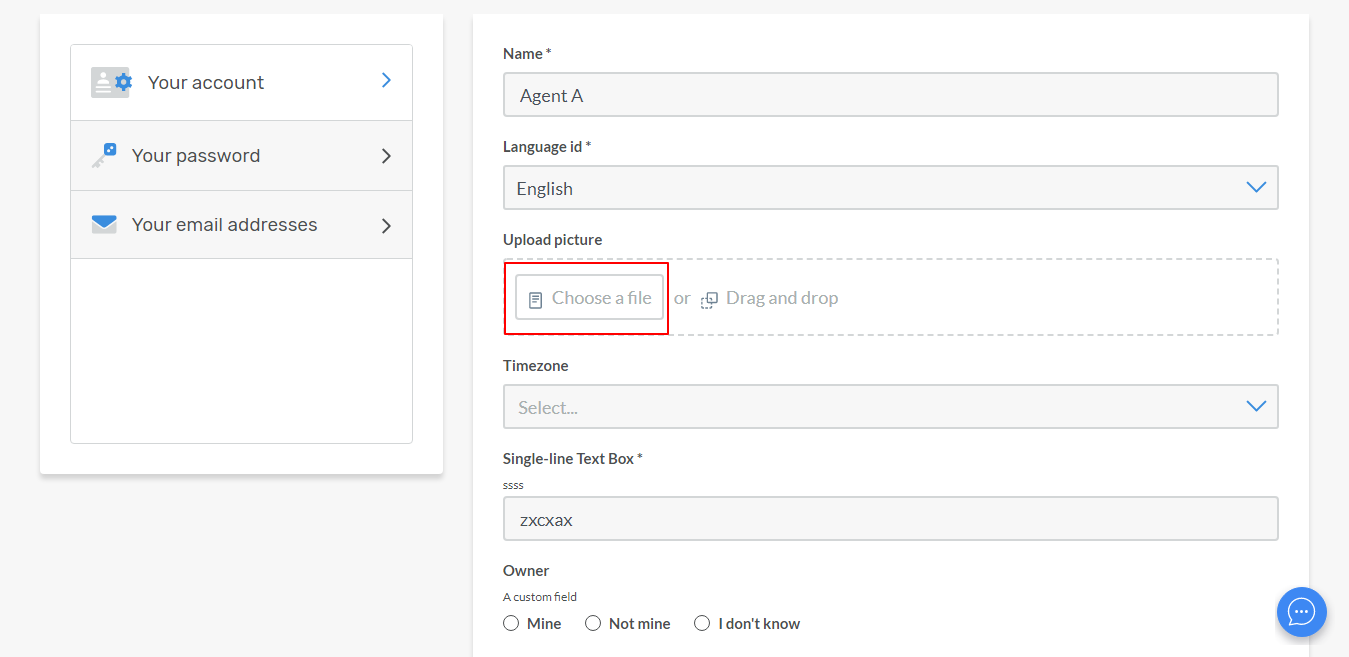 Your account
Your password
Your email addresses
Name *
Agent A
Language id *
English
Upload picture
Choose a file or Drag and drop
Timezone
Select...
Single-line Text Box *
ssss
zxcxax
Owner
A custom field
Mine Not mine I don't know